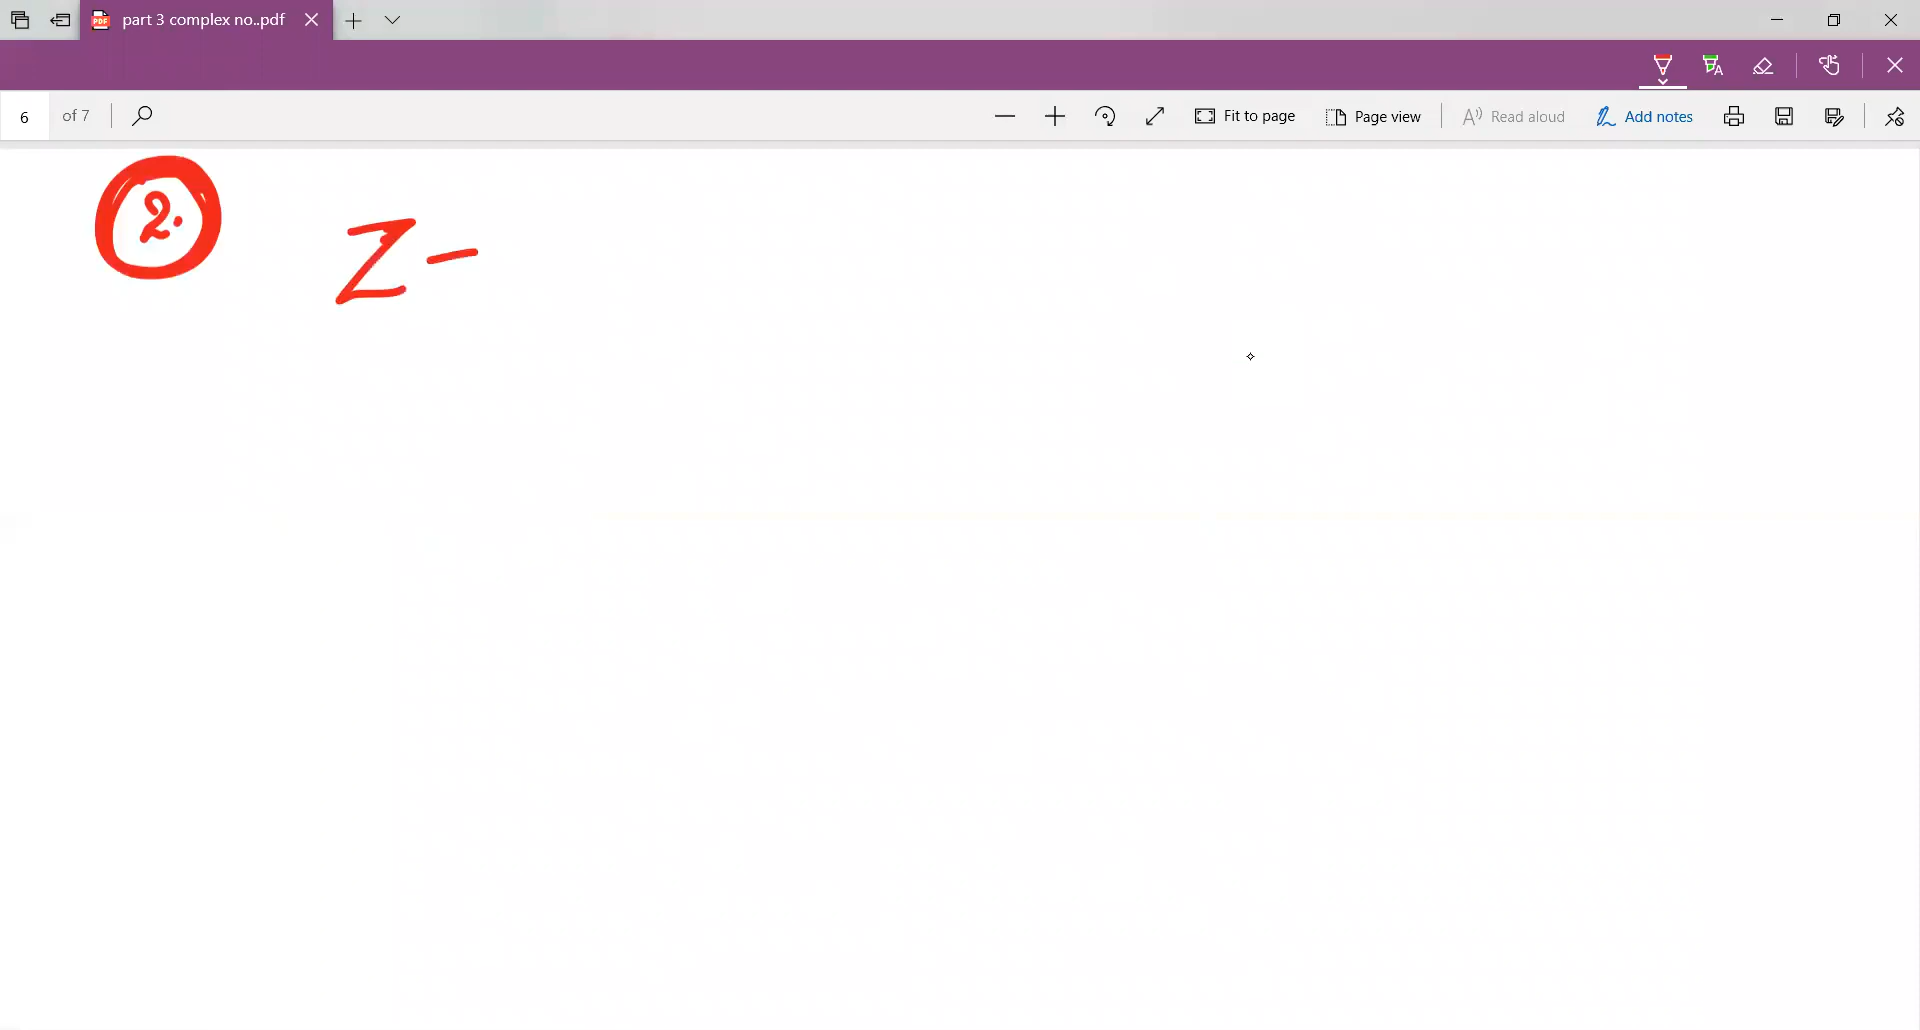 part 3 complex no..pdf
6 of 7
Fit to page
Page view
Read aloud
Add notes
2.
Z-